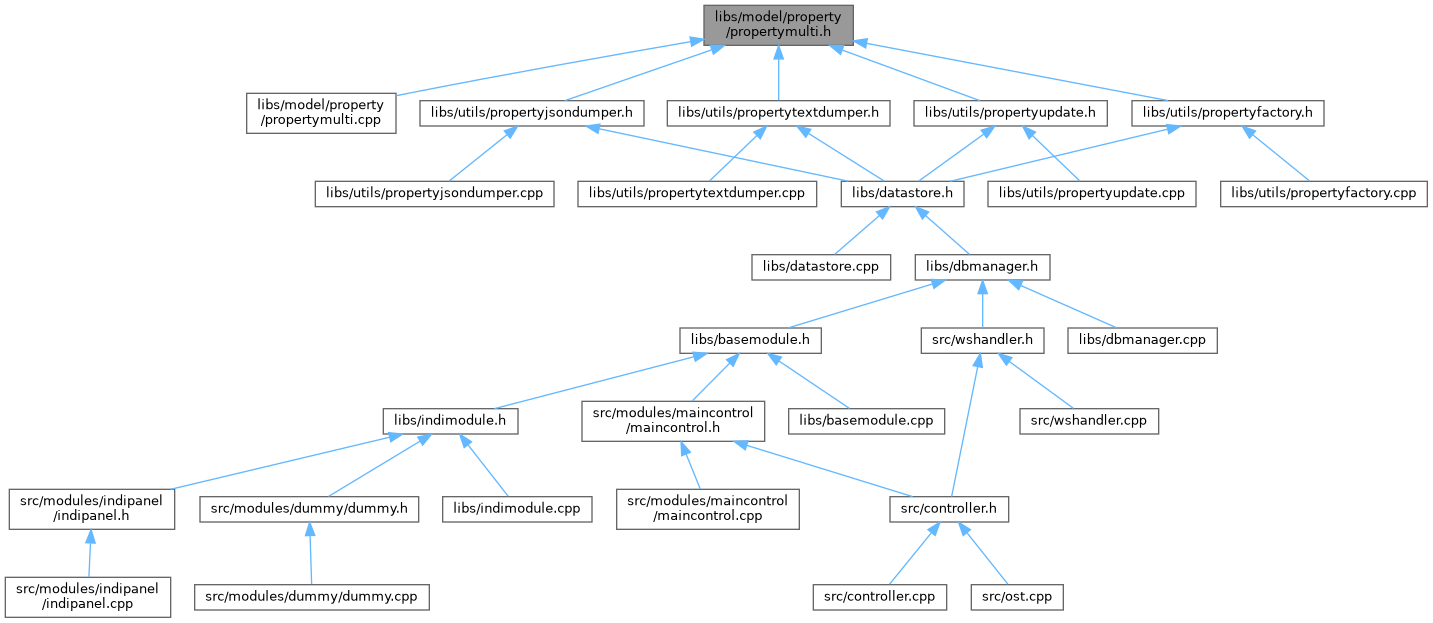 libs/model/property
/propertymulti.h
libs/model/property
/propertymulti.cpp
libs/utils/propertyjsondumper.h
libs/utils/propertytextdumper.h
libs/utils/propertyupdate.h
libs/utils/propertyfactory.h
libs/utils/propertyjsondumper.cpp
libs/utils/propertytextdumper.cpp
libs/datastore.h
libs/utils/propertyupdate.cpp
libs/utils/propertyfactory.cpp
libs/datastore.cpp
libs/dbmanager.h
libs/basemodule.h
src/wshandler.h
libs/dbmanager.cpp
libs/indimodule.h
src/modules/maincontrol
/maincontrol.h
libs/basemodule.cpp
src/wshandler.cpp
src/modules/indipanel
/indipanel.h
src/modules/dummy/dummy.h
libs/indimodule.cpp
src/modules/maincontrol
/maincontrol.cpp
src/controller.h
src/modules/indipanel
/indipanel.cpp
src/modules/dummy/dummy.cpp
src/controller.cpp
src/ost.cpp